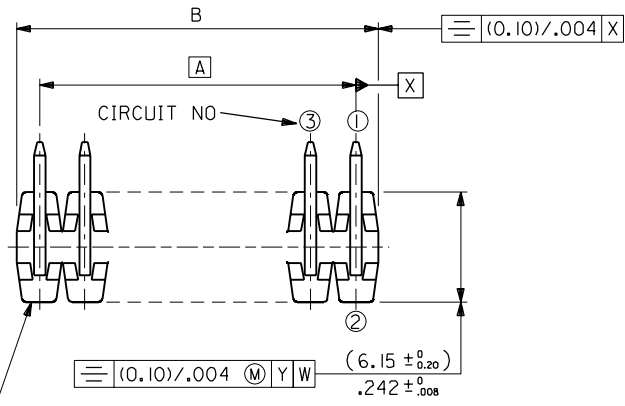 B
⌯ (0.10)/.004 X
A
X
CIRCUIT NO
③ ①
②
⌯ (0.10)/.004 Ⓜ Y W
(6.15 ± 0 0.20)
.242 ± 0 .008